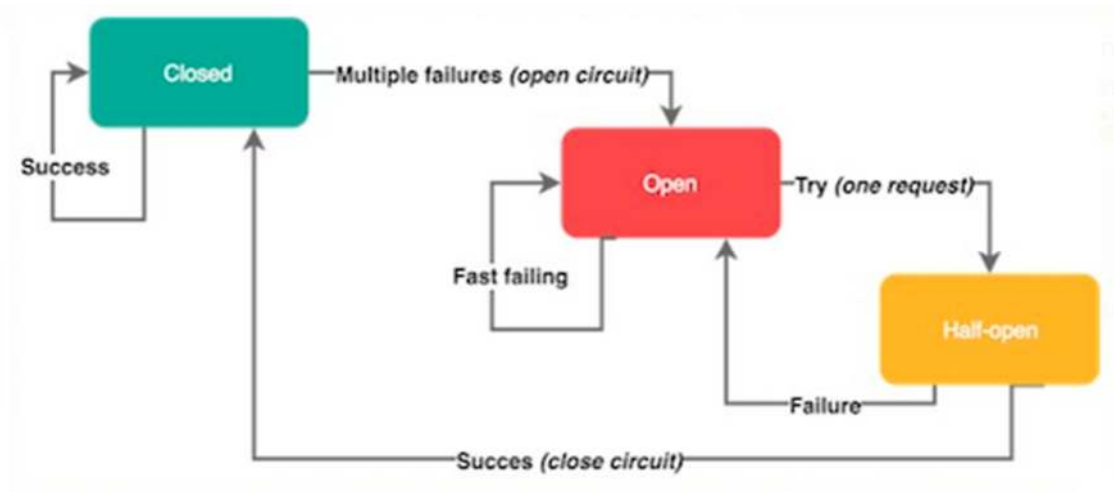 Closed
Multiple failures (open circuit)
Success
Open
Try (one request)
Fast failing
Half-open
Failure
Succes (close circuit)